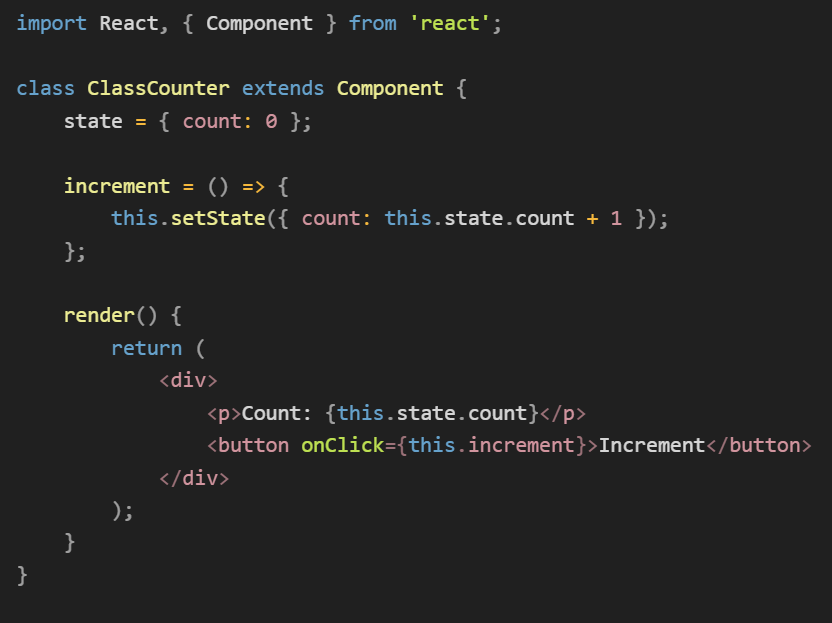 import React, { Component } from 'react';

class ClassCounter extends Component {
    state = { count: 0 };

    increment = () => {
        this.setState({ count: this.state.count + 1 });
    };

    render() {
        return (
            <div>
                <p>Count: {this.state.count}</p>
                <button onClick={this.increment}>Increment</button>
            </div>
        );
    }
}